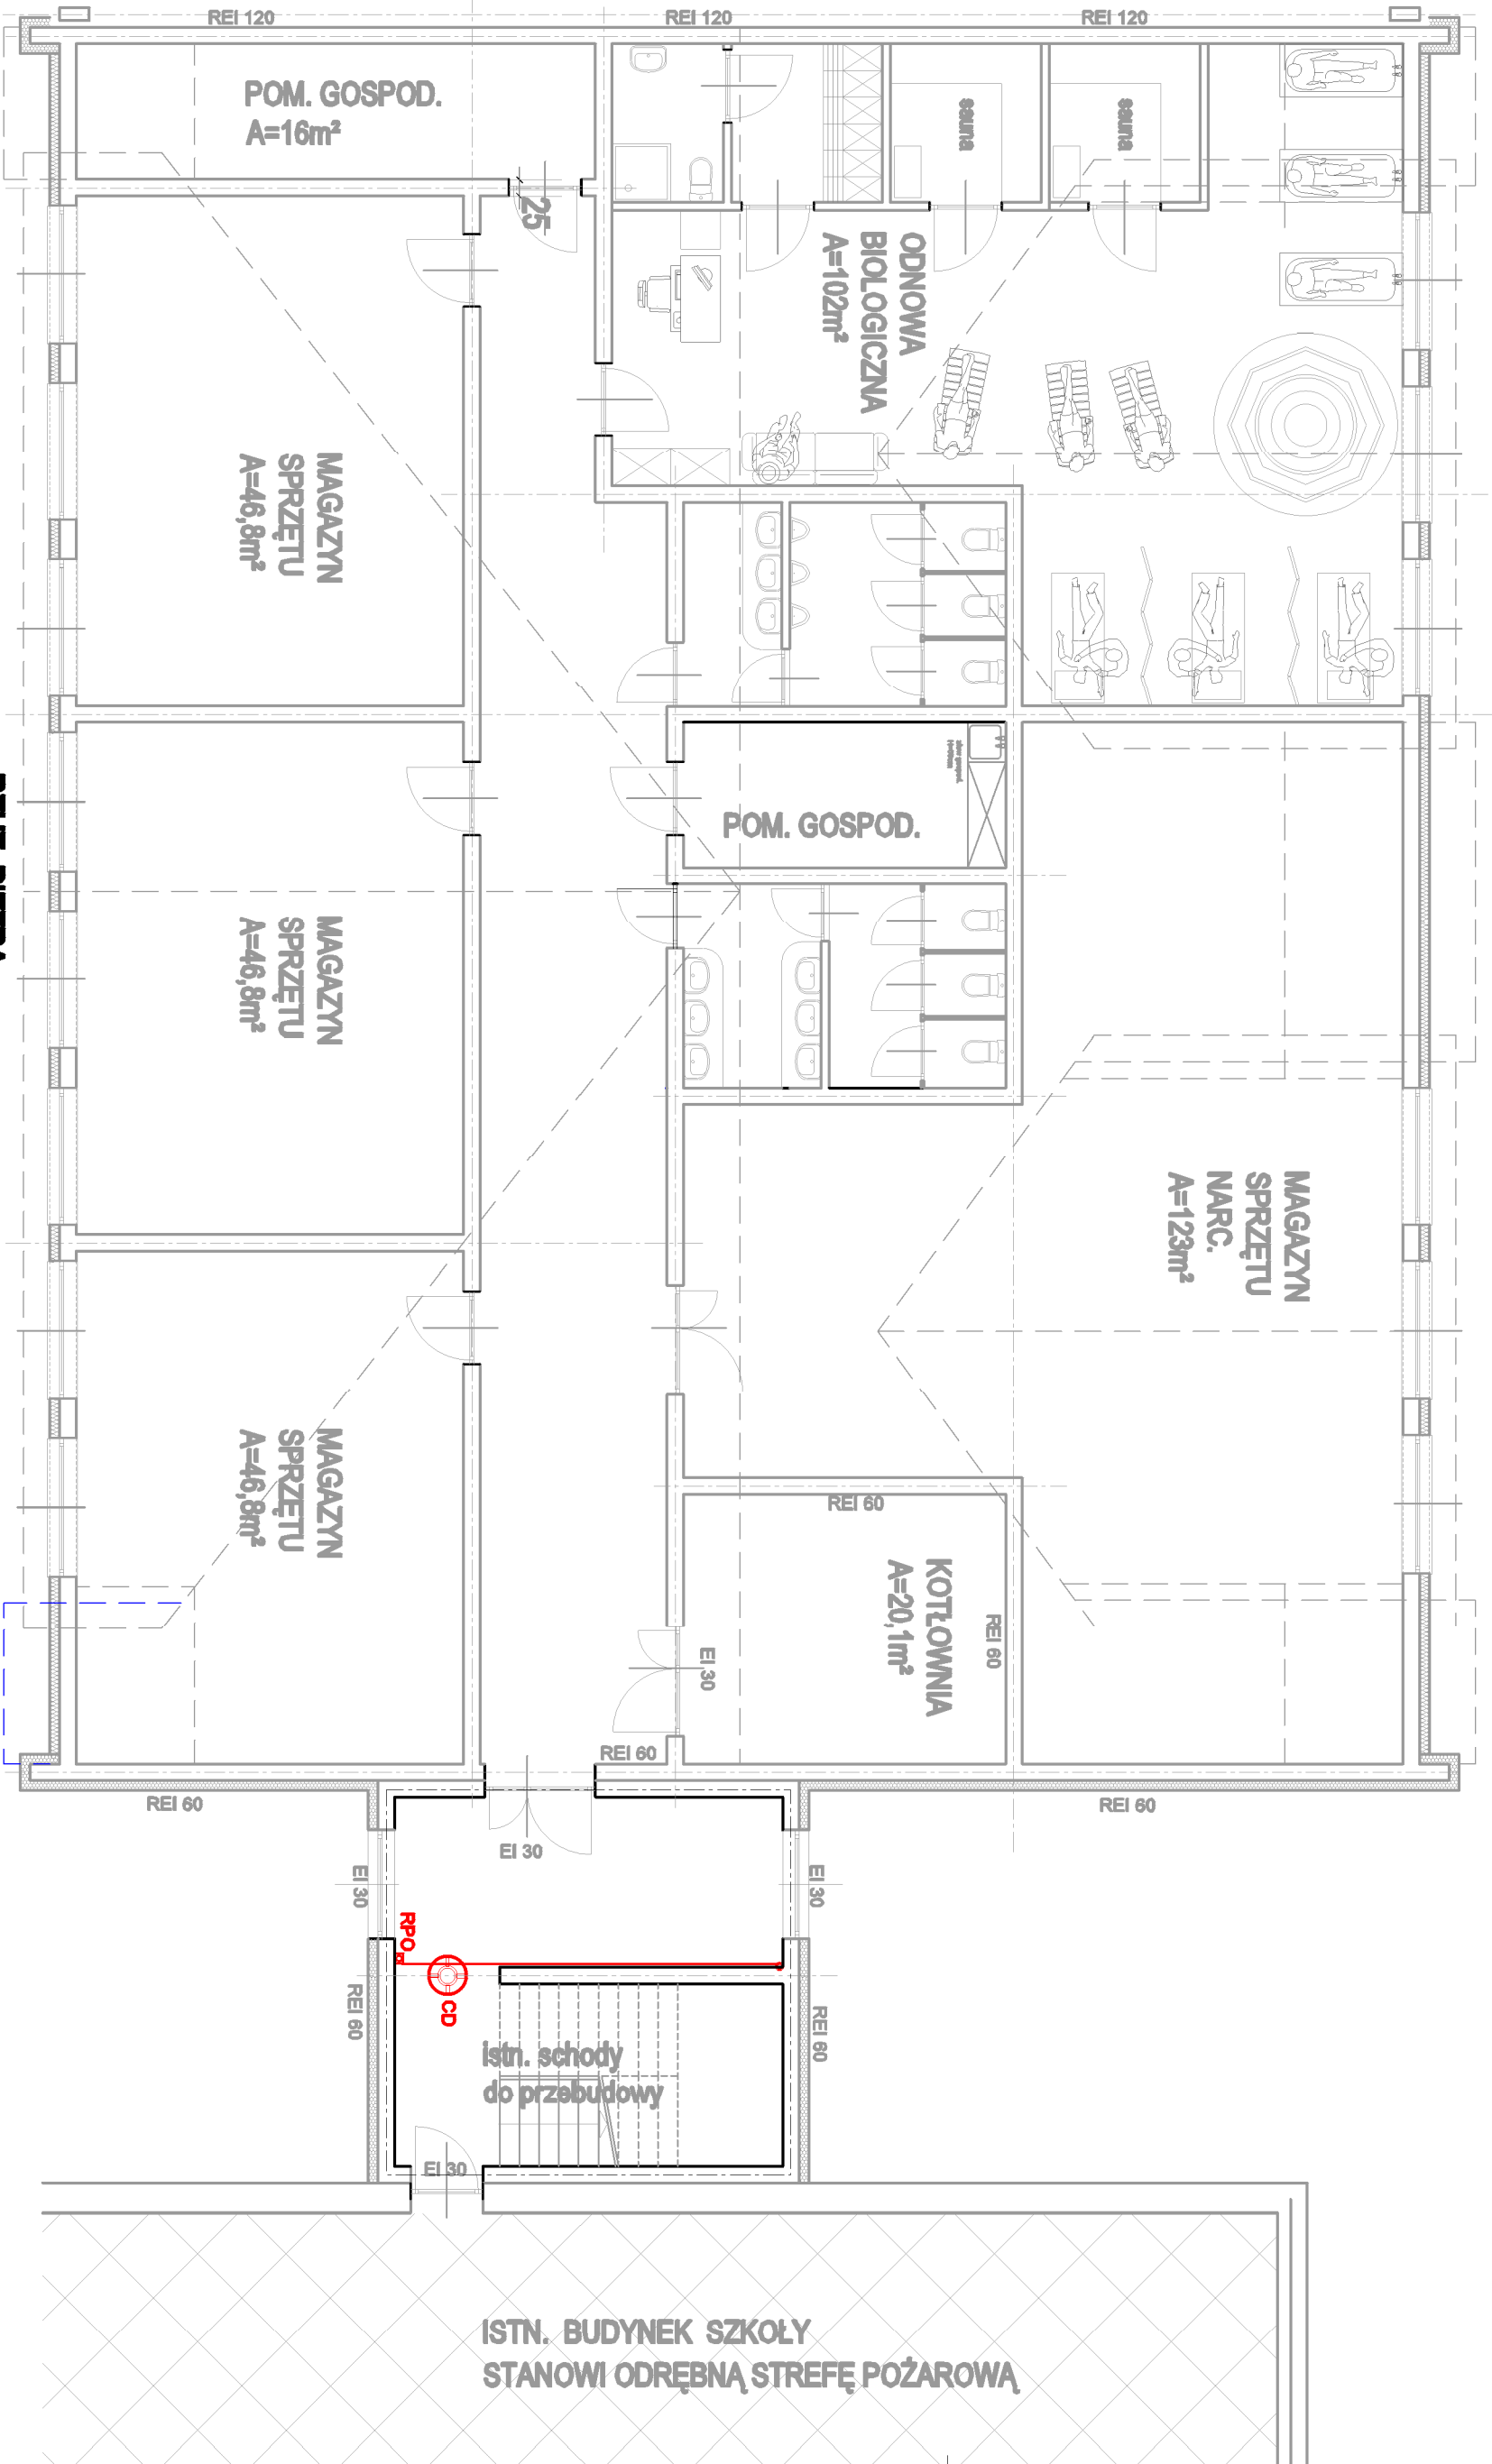 REI 120
REI 120
REI 120
POM. GOSPOD.
A=16m²
sauna
sauna
25
ODNOWA
BIOLOGICZNA
A=102m²
MAGAZYN
SPRZĘTU
A=46,8m²
POM. GOSPOD.
MAGAZYN
SPRZĘTU
A=46,8m²
MAGAZYN
SPRZĘTU
NARC.
A=123m²
MAGAZYN
SPRZĘTU
A=46,8m²
REI 60
KOTŁOWNIA
A=20,1m²
REI 60
EI 30
REI 60
REI 60
REI 60
EI 30
EI 30
EI 30
RPO
CD
REI 60
REI 60
istn. schody
do przebudowy
EI 30
ISTN. BUDYNEK SZKOŁY
STANOWI ODRĘBNĄ STREFĘ POŻAROWĄ